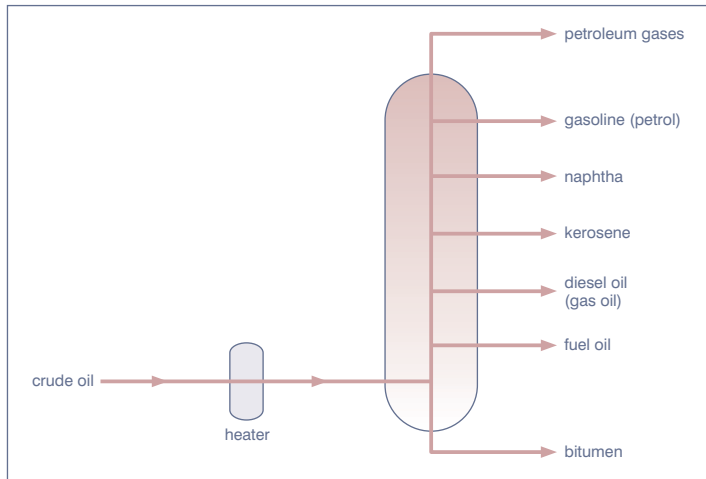 petroleum gases
gasoline (petrol)
naphtha
kerosene
diesel oil
(gas oil)
fuel oil
crude oil
heater
bitumen